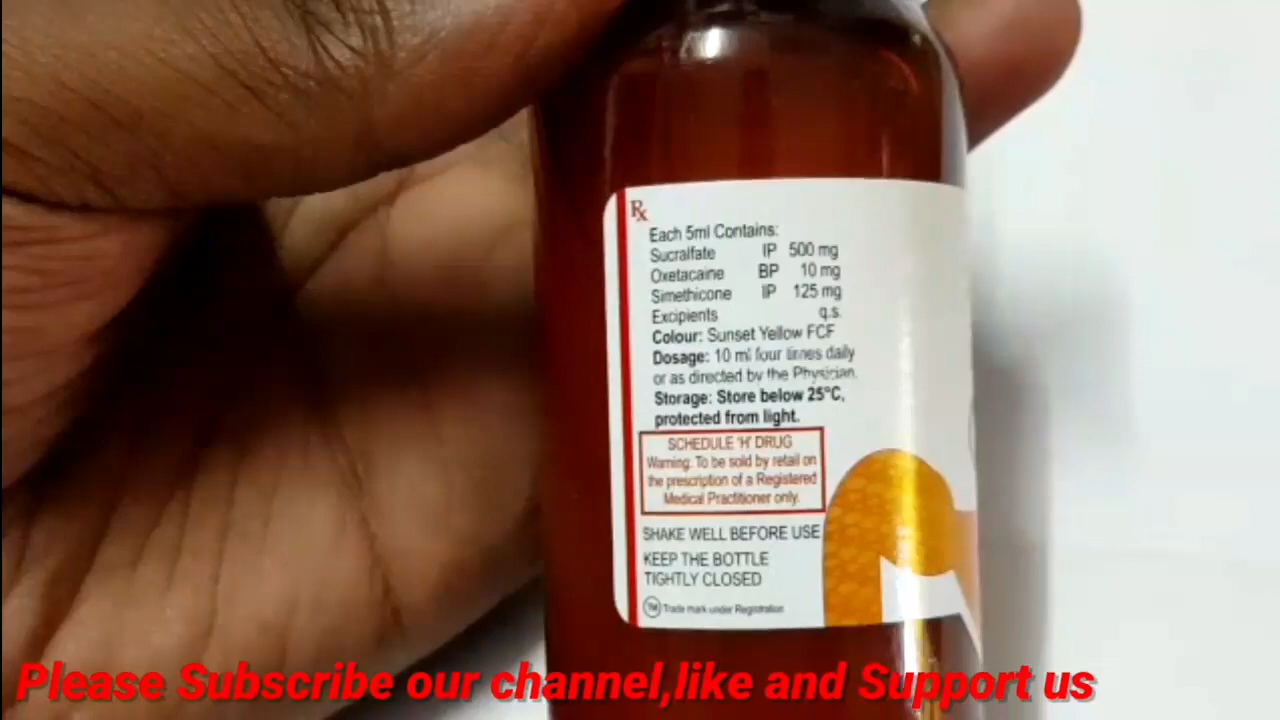 Rx
Each 5ml Contains:
Sucralfate IP 500 mg
Oxetacaine BP 10 mg
Simethicone IP 125 mg
Excipients q.s.
Colour: Sunset Yellow FCF
Dosage: 10 ml four times daily
or as directed by the Physician.
Storage: Store below 25°C,
protected from light.
SCHEDULE 'H' DRUG
Warning: To be sold by retail on
the prescription of a Registered
Medical Practitioner only.
SHAKE WELL BEFORE USE
KEEP THE BOTTLE
TIGHTLY CLOSED
TM Trade mark under Registration
Please Subscribe our channel,like and Support us